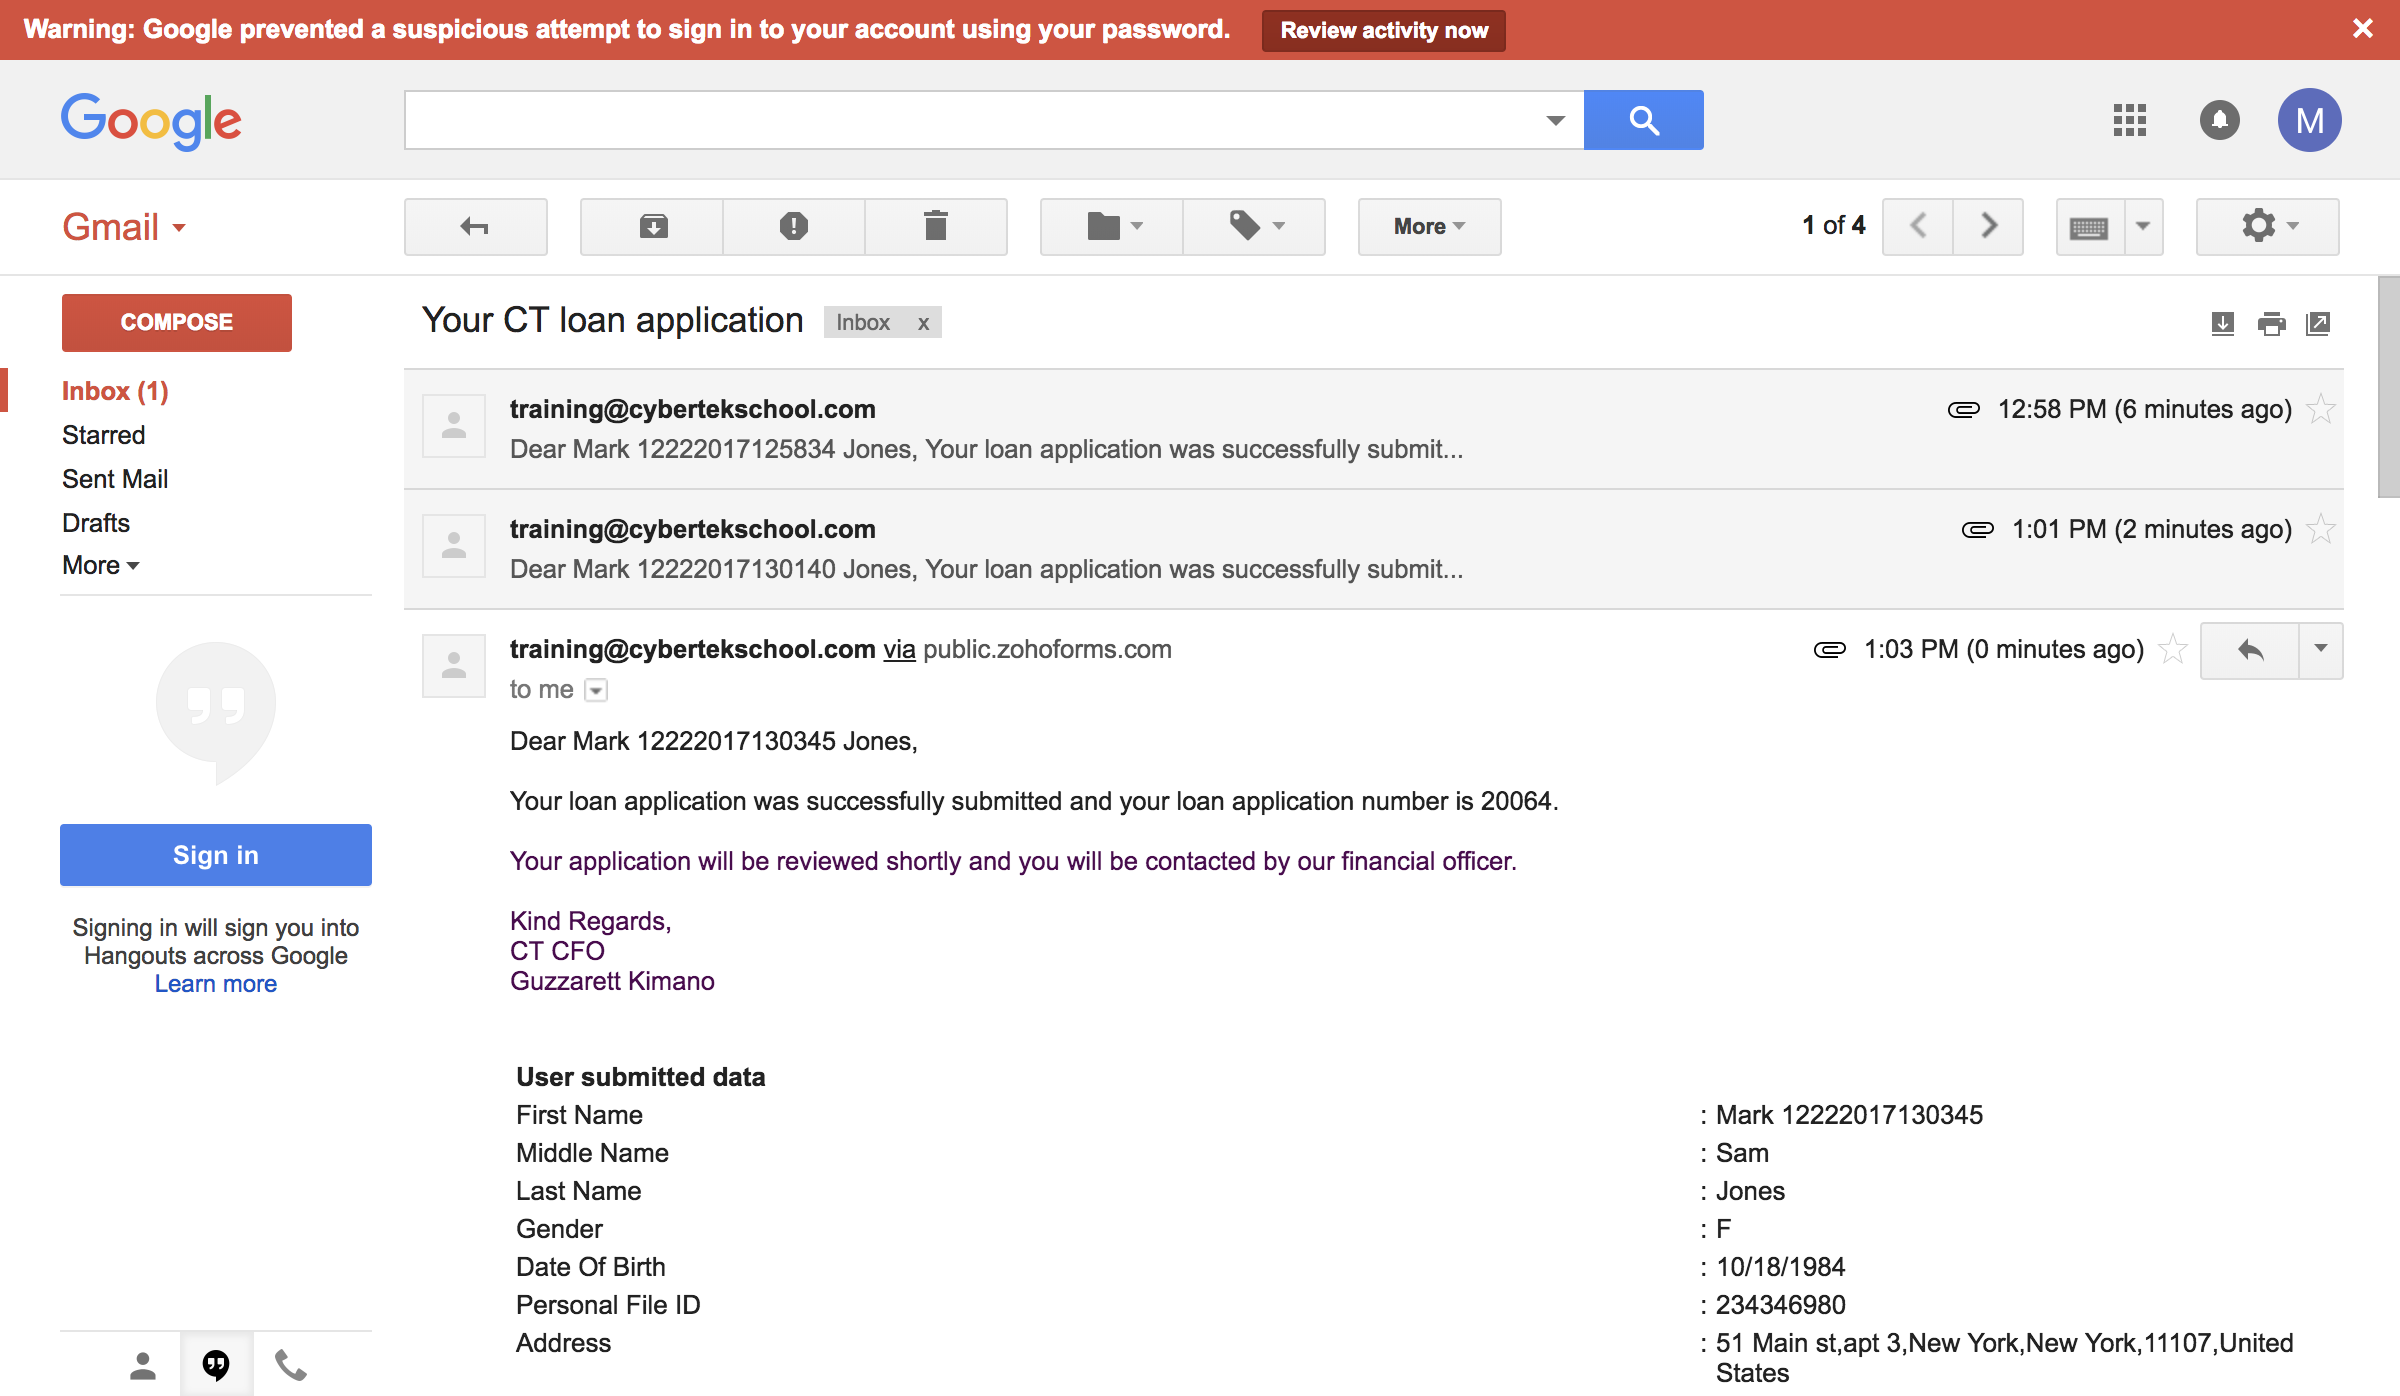 Warning: Google prevented a suspicious attempt to sign in to your account using your password. Review activity now
Google
M
Gmail
More
1 of 4
COMPOSE
Inbox (1)
Starred
Sent Mail
Drafts
More
Sign in
Signing in will sign you into
Hangouts across Google
Learn more
Your CT loan application Inbox x
training@cybertekschool.com 12:58 PM (6 minutes ago)
Dear Mark 12222017125834 Jones, Your loan application was successfully submit...
training@cybertekschool.com 1:01 PM (2 minutes ago)
Dear Mark 12222017130140 Jones, Your loan application was successfully submit...
training@cybertekschool.com via public.zohoforms.com 1:03 PM (0 minutes ago)
to me
Dear Mark 12222017130345 Jones,
Your loan application was successfully submitted and your loan application number is 20064.
Your application will be reviewed shortly and you will be contacted by our financial officer.
Kind Regards,
CT CFO
Guzzarett Kimano
User submitted data
First Name : Mark 12222017130345
Middle Name : Sam
Last Name : Jones
Gender : F
Date Of Birth : 10/18/1984
Personal File ID : 234346980
Address : 51 Main st,apt 3,New York,New York,11107,United
States